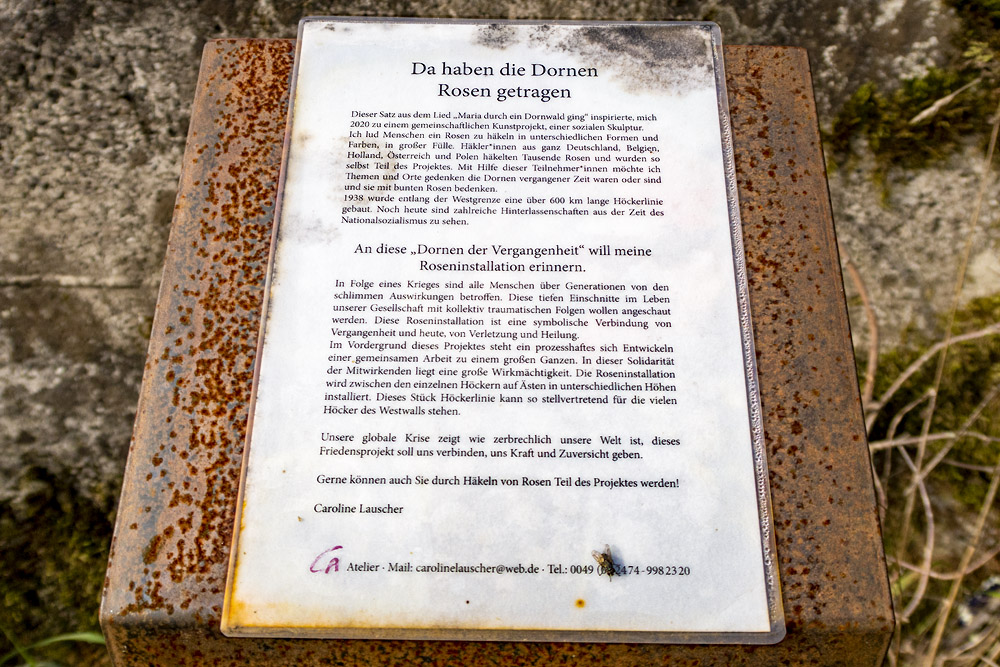 Da haben die Dornen
Rosen getragen
Dieser Satz aus dem Lied „Maria durch ein Dornwald ging“ inspirierte, mich
2020 zu einem gemeinschaftlichen Kunstprojekt, einer sozialen Skulptur.
Ich lud Menschen ein Rosen zu häkeln in unterschiedlichen Formen und
Farben, in großer Fülle. Häkler*innen aus ganz Deutschland, Belgien,
Holland, Österreich und Polen häkelten Tausende Rosen und wurden so
selbst Teil des Projektes. Mit Hilfe dieser Teilnehmer*innen möchte ich
Themen und Orte gedenken die Dornen vergangener Zeit waren oder sind
und sie mit bunten Rosen bedenken.
1938 wurde entlang der Westgrenze eine über 600 km lange Höckerlinie
gebaut. Noch heute sind zahlreiche Hinterlassenschaften aus der Zeit des
Nationalsozialismus zu sehen.
An diese „Dornen der Vergangenheit“ will meine
Roseninstallation erinnern.
In Folge eines Krieges sind alle Menschen über Generationen von den
schlimmen Auswirkungen betroffen. Diese tiefen Einschnitte im Leben
unserer Gesellschaft mit kollektiv traumatischen Folgen wollen angeschaut
werden. Diese Roseninstallation ist eine symbolische Verbindung von
Vergangenheit und heute, von Verletzung und Heilung.
Im Vordergrund dieses Projektes steht ein prozesshaftes sich Entwickeln
einer gemeinsamen Arbeit zu einem großen Ganzen. In dieser Solidarität
der Mitwirkenden liegt eine große Wirkmächtigkeit. Die Roseninstallation
wird zwischen den einzelnen Höckern auf Ästen in unterschiedlichen Höhen
installiert. Dieses Stück Höckerlinie kann so stellvertretend für die vielen
Höcker des Westwalls stehen.
Unsere globale Krise zeigt wie zerbrechlich unsere Welt ist, dieses
Friedensprojekt soll uns verbinden, uns Kraft und Zuversicht geben.
Gerne können auch Sie durch Häkeln von Rosen Teil des Projektes werden!
Caroline Lauscher
Ca Atelier · Mail: carolinelauscher@web.de · Tel.: 0049 2474-998 23 20